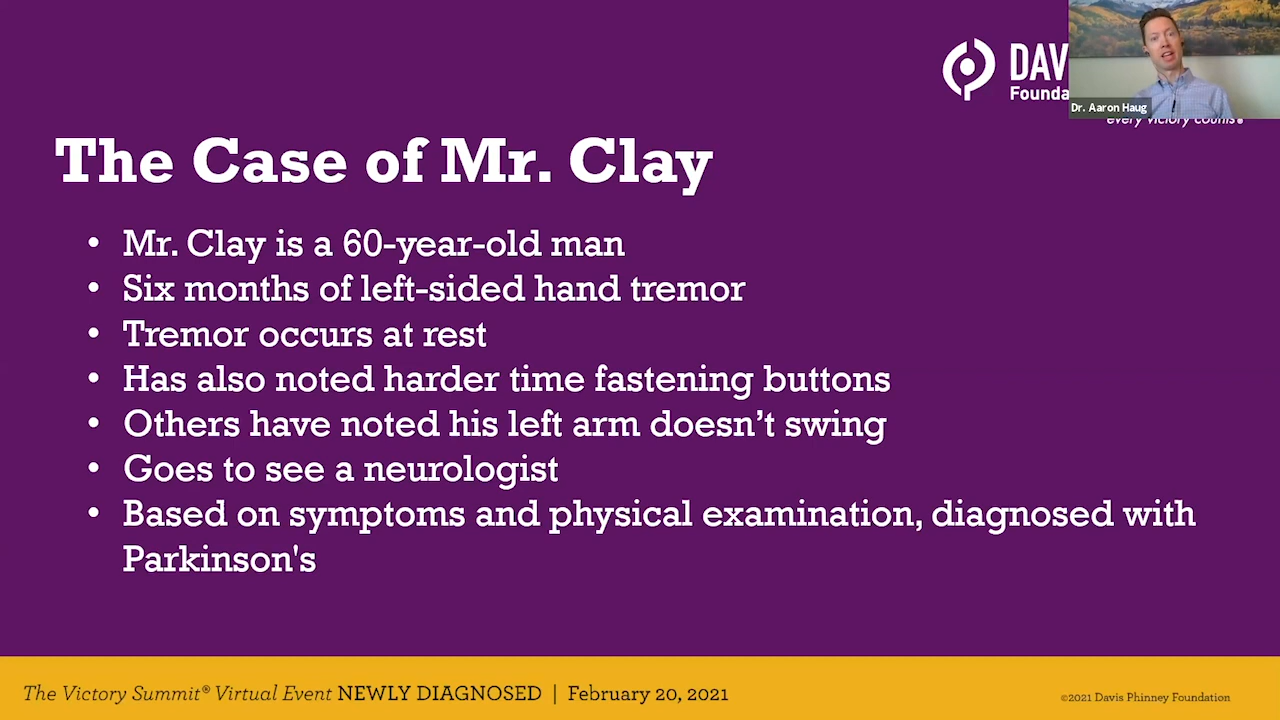 DAV
Founda
Dr. Aaron Haug
every victory counts®
The Case of Mr. Clay
• Mr. Clay is a 60-year-old man
• Six months of left-sided hand tremor
• Tremor occurs at rest
• Has also noted harder time fastening buttons
• Others have noted his left arm doesn’t swing
• Goes to see a neurologist
• Based on symptoms and physical examination, diagnosed with
Parkinson's
The Victory Summit® Virtual Event NEWLY DIAGNOSED | February 20, 2021
©2021 Davis Phinney Foundation